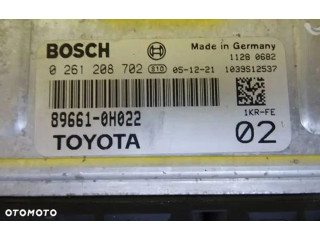 BOSCH
Made in Germany
1128 0682
0 261 208 702 E10 05-12-21 1039S12537
1KR-FE
89661-0H022
TOYOTA
02
OTOMOTO